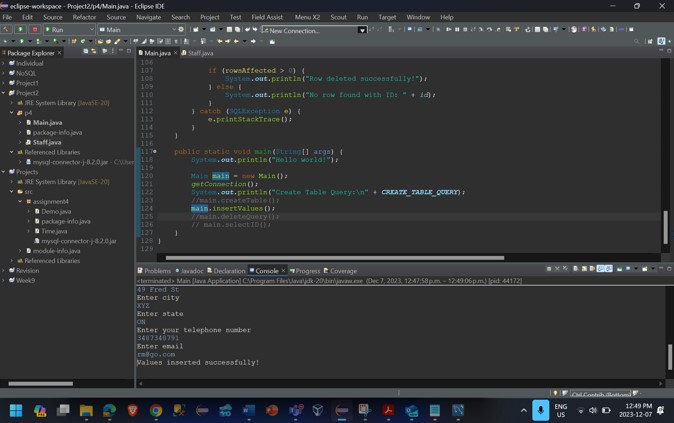 eclipse-workspace - Project2/p4/Main.java - Eclipse IDE
File Edit Source Refactor Source Navigate Search Project Text Field Assist Menu X2 Scout Run Target Window Help
Run
Main
New Connection...
Package Explorer
Main.java
Staff.java
Individual
NoSQL
Project1
Project2
JRE System Library [JavaSE-20]
p4
Main.java
package-info.java
Staff.java
Referenced Libraries
mysql-connector-j-8.2.0.jar - C:\User
Projects
JRE System Library [JavaSE-20]
src
assignment4
Demo.java
package-info.java
Time.java
mysql-connector-j-8.2.0.jar
module-info.java
Referenced Libraries
Revision
Week9
106
107 if (rowsAffected > 0) {
108 System.out.println("Row deleted successfully!");
109 } else {
110 System.out.println("No row found with ID: " + id);
111 }
112 } catch (SQLException e) {
113 e.printStackTrace();
114 }
115 }
116
117 public static void main(String[] args) {
118 System.out.println("Hello world!");
119
120 Main main = new Main();
121 getConnection();
122 System.out.println("Create Table Query:\n" + CREATE_TABLE_QUERY);
123 //main.createTable();
124 main.insertValues();
125 //main.deleteQuery();
126 // main.selectID();
127 }
128 }
129
Problems Javadoc Declaration Console Progress Coverage
<terminated> Main [Java Application] C:\Program Files\Java\jdk-20\bin\javaw.exe (Dec 7, 2023, 12:47:58 p.m. – 12:49:06 p.m.) [pid: 44172]
49 Fred St
Enter city
XYZ
Enter state
ON
Enter your telephone number
3487348791
Enter email
rm@go.com
Values inserted successfully!
ENG
US
12:49 PM
2023-12-07